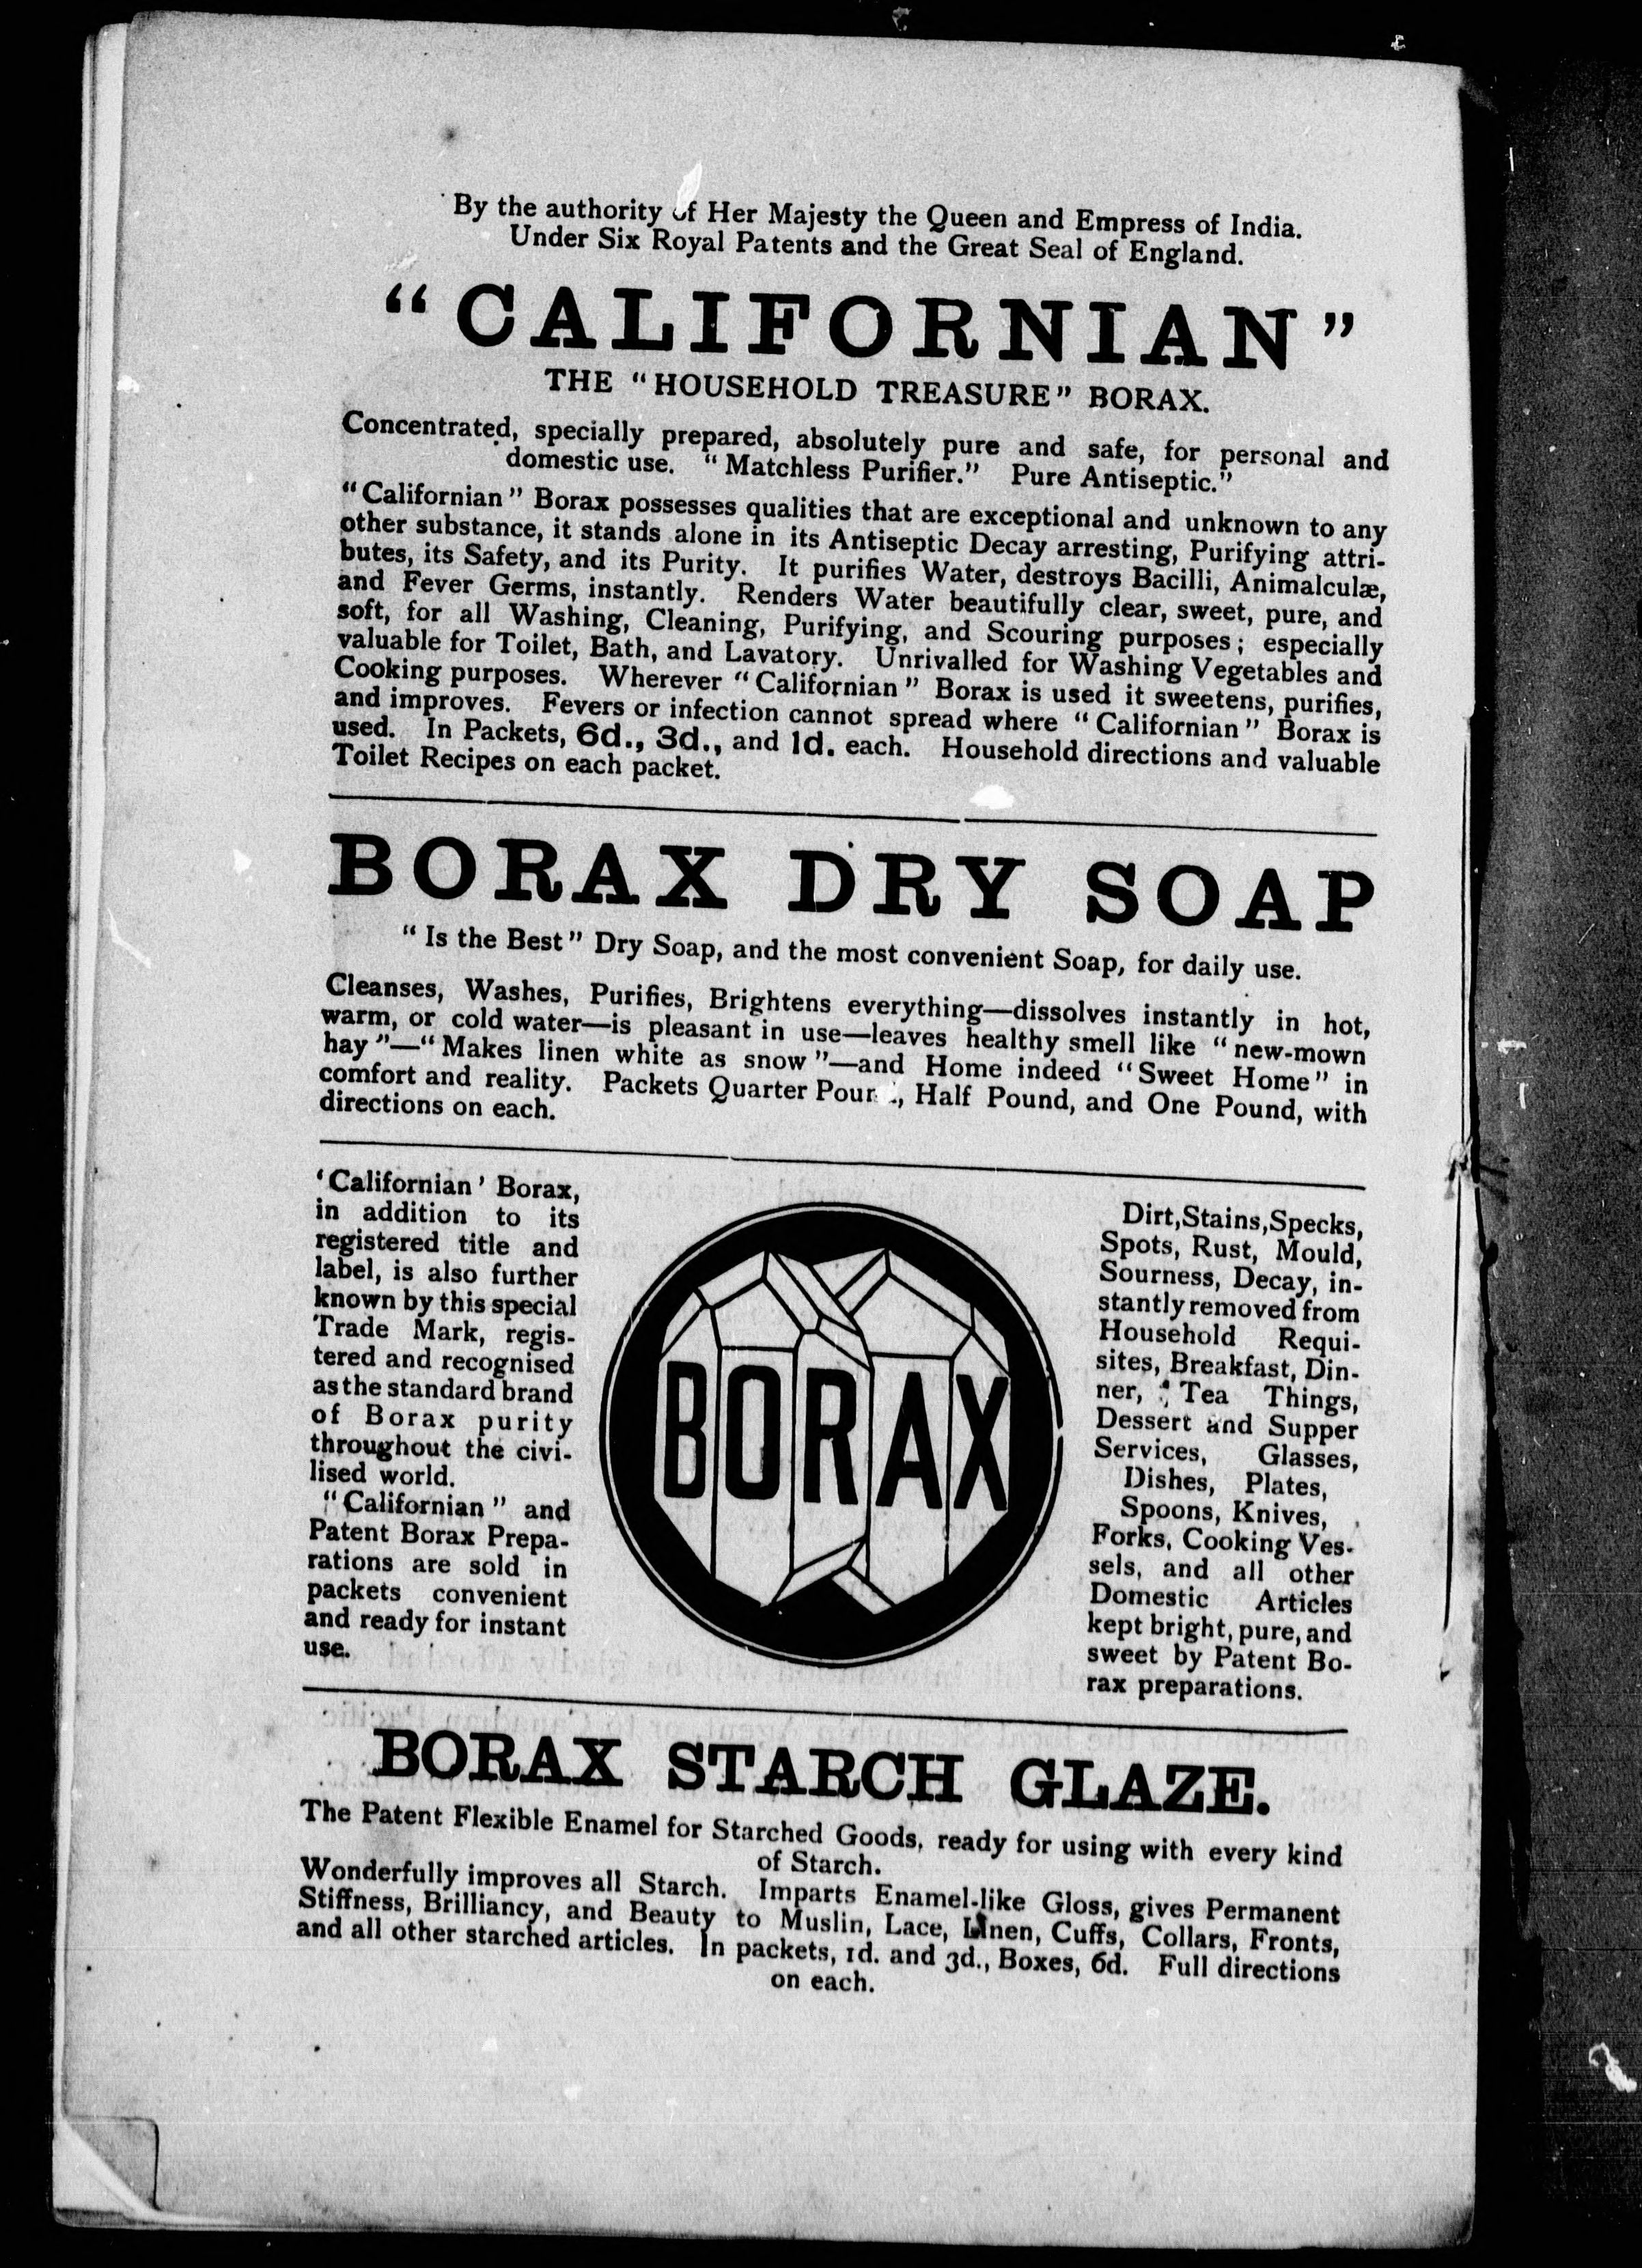 By the authority of Her Majesty the Queen and Empress of India.
Under Six Royal Patents and the Great Seal of England.
“CALIFORNIAN”
THE “HOUSEHOLD TREASURE” BORAX.
Concentrated, specially prepared, absolutely pure and safe, for personal and
domestic use. “Matchless Purifier.” Pure Antiseptic.”
“Californian” Borax possesses qualities that are exceptional and unknown to any
other substance, it stands alone in its Antiseptic Decay arresting, Purifying attri-
butes, its Safety, and its Purity. It purifies Water, destroys Bacilli, Animalculæ,
and Fever Germs, instantly. Renders Water beautifully clear, sweet, pure, and
soft, for all Washing, Cleaning, Purifying, and Scouring purposes; especially
valuable for Toilet, Bath, and Lavatory. Unrivalled for Washing Vegetables and
Cooking purposes. Wherever “Californian” Borax is used it sweetens, purifies,
and improves. Fevers or infection cannot spread where “Californian” Borax is
used. In Packets, 6d., 3d., and 1d. each. Household directions and valuable
Toilet Recipes on each packet.
BORAX DRY SOAP
“Is the Best” Dry Soap, and the most convenient Soap, for daily use.
Cleanses, Washes, Purifies, Brightens everything—dissolves instantly in hot,
warm, or cold water—is pleasant in use—leaves healthy smell like “new-mown
hay”—“Makes linen white as snow”—and Home indeed “Sweet Home” in
comfort and reality. Packets Quarter Pound, Half Pound, and One Pound, with
directions on each.
‘Californian’ Borax,
in addition to its
registered title and
label, is also further
known by this special
Trade Mark, regis-
tered and recognised
as the standard brand
of Borax purity
throughout the civi-
lised world.
“Californian” and
Patent Borax Prepa-
rations are sold in
packets convenient
and ready for instant
use.
BORAX
Dirt, Stains, Specks,
Spots, Rust, Mould,
Sourness, Decay, in-
stantly removed from
Household Requi-
sites, Breakfast, Din-
ner, Tea Things,
Dessert and Supper
Services, Glasses,
Dishes, Plates,
Spoons, Knives,
Forks, Cooking Ves-
sels, and all other
Domestic Articles
kept bright, pure, and
sweet by Patent Bo-
rax preparations.
BORAX STARCH GLAZE.
The Patent Flexible Enamel for Starched Goods, ready for using with every kind
of Starch.
Wonderfully improves all Starch. Imparts Enamel-like Gloss, gives Permanent
Stiffness, Brilliancy, and Beauty to Muslin, Lace, Linen, Cuffs, Collars, Fronts,
and all other starched articles. In packets, 1d. and 3d., Boxes, 6d. Full directions
on each.